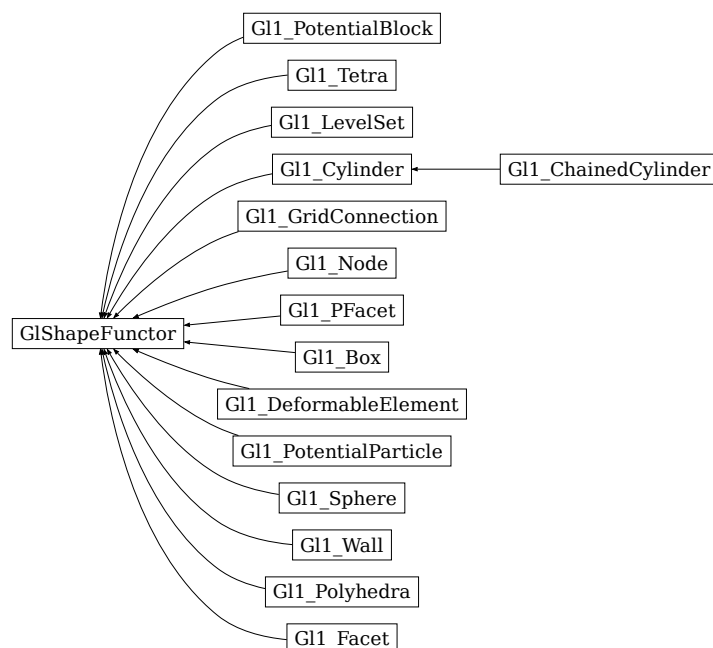 Gl1_PotentialBlock
Gl1_Tetra
Gl1_LevelSet
Gl1_Cylinder
Gl1_ChainedCylinder
Gl1_GridConnection
Gl1_Node
Gl1_PFacet
GlShapeFunctor
Gl1_Box
Gl1_DeformableElement
Gl1_PotentialParticle
Gl1_Sphere
Gl1_Wall
Gl1_Polyhedra
Gl1_Facet